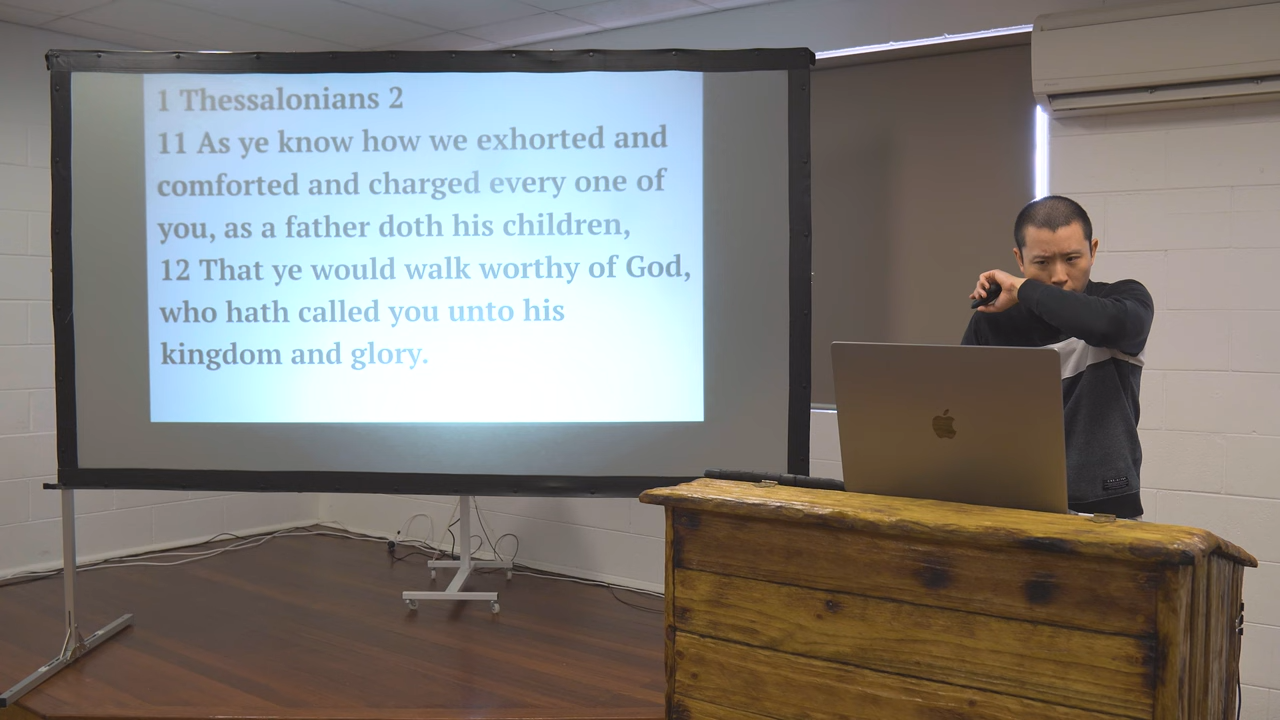 1 Thessalonians 2
11 As ye know how we exhorted and
comforted and charged every one of
you, as a father doth his children,
12 That ye would walk worthy of God,
who hath called you unto his
kingdom and glory.